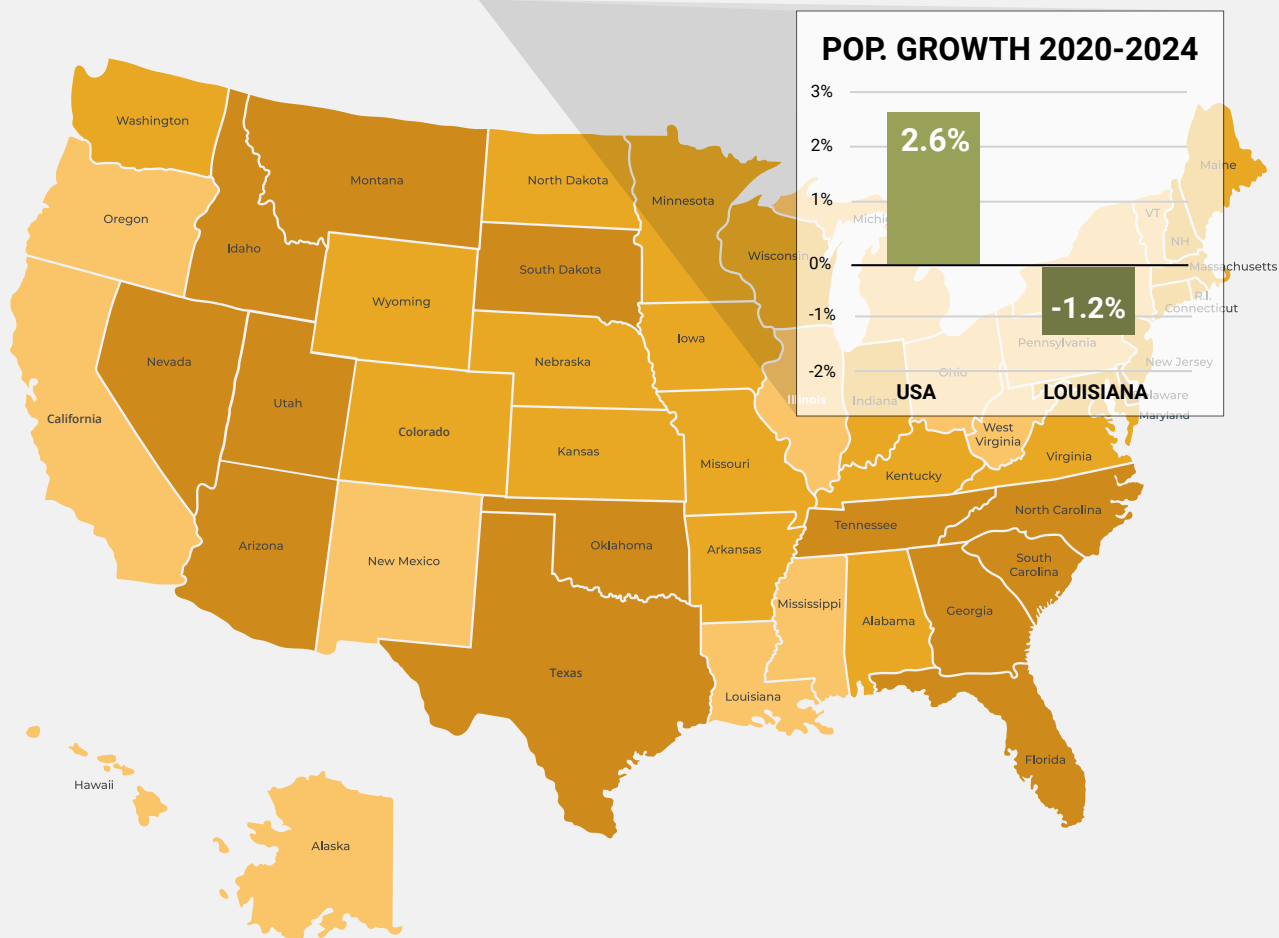 POP. GROWTH 2020-2024
3%
2%
1%
0%
-1%
-2%
2.6%
-1.2%
USA
LOUISIANA
Washington
Oregon
California
Nevada
Idaho
Montana
Wyoming
Utah
Arizona
Colorado
New Mexico
North Dakota
South Dakota
Nebraska
Kansas
Oklahoma
Texas
Minnesota
Iowa
Missouri
Arkansas
Louisiana
Wisconsin
Illinois
Indiana
Ohio
Kentucky
Tennessee
Mississippi
Alabama
Georgia
Florida
South
Carolina
North Carolina
Virginia
West
Virginia
Pennsylvania
Maryland
New Jersey
Connecticut
R.I.
Massachusetts
NH
VT
Maine
Hawaii
Alaska